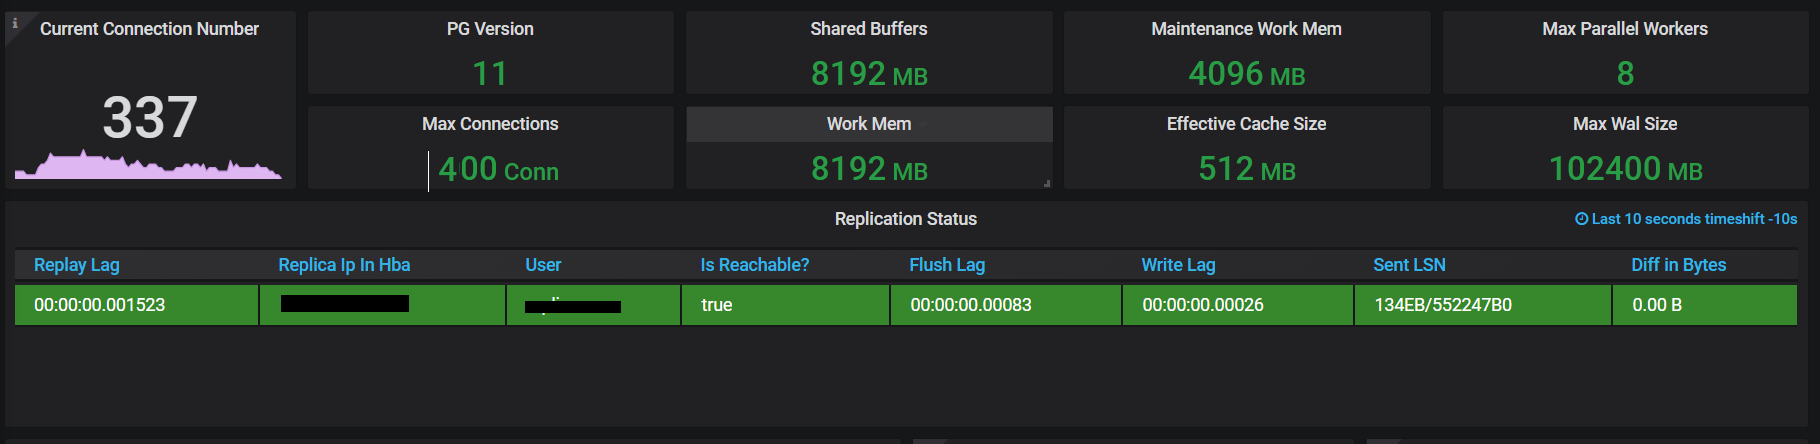 Current Connection Number
337
PG Version
11
Shared Buffers
8192 MB
Maintenance Work Mem
4096 MB
Max Parallel Workers
8
Max Connections
400 Conn
Work Mem
8192 MB
Effective Cache Size
512 MB
Max Wal Size
102400 MB
Replication Status
Last 10 seconds timeshift -10s
Replay Lag Replica Ip In Hba User Is Reachable? Flush Lag Write Lag Sent LSN Diff in Bytes
00:00:00.001523 true 00:00:00.00083 00:00:00.00026 134EB/552247B0 0.00 B